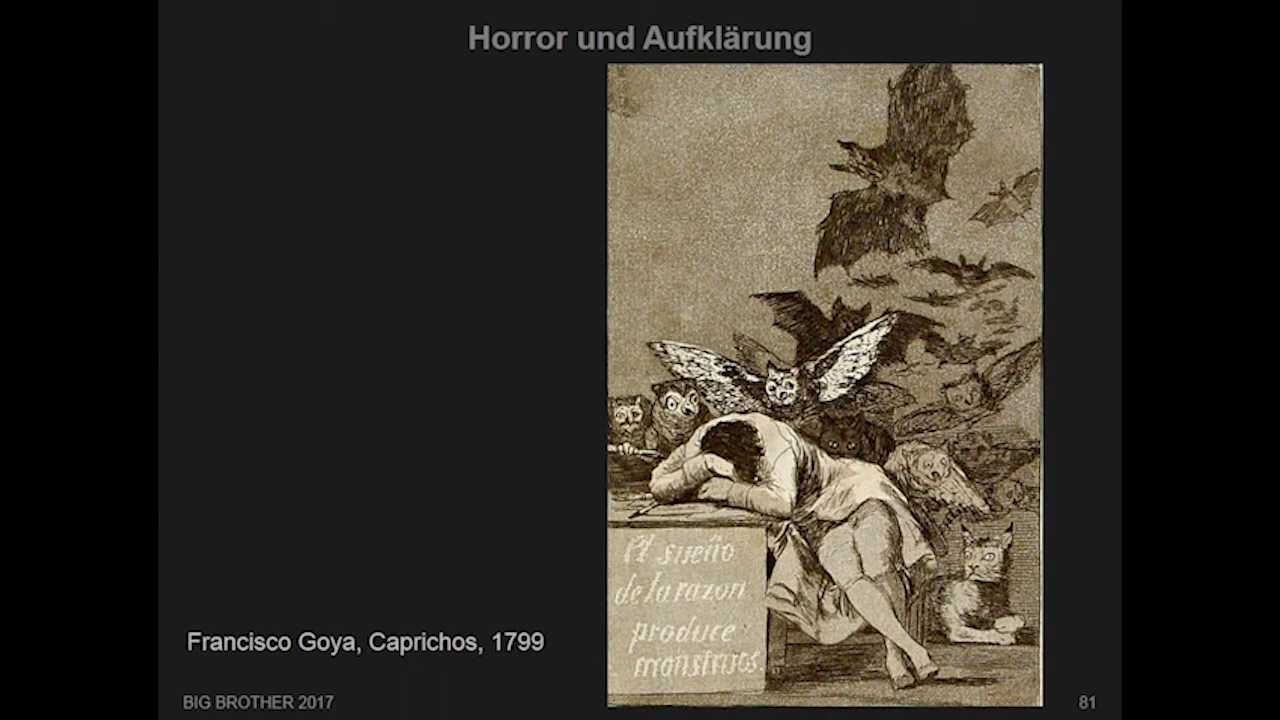 Horror und Aufklärung
El sueño
de la razon
produce
monstruos.
Francisco Goya, Caprichos, 1799
BIG BROTHER 2017
81